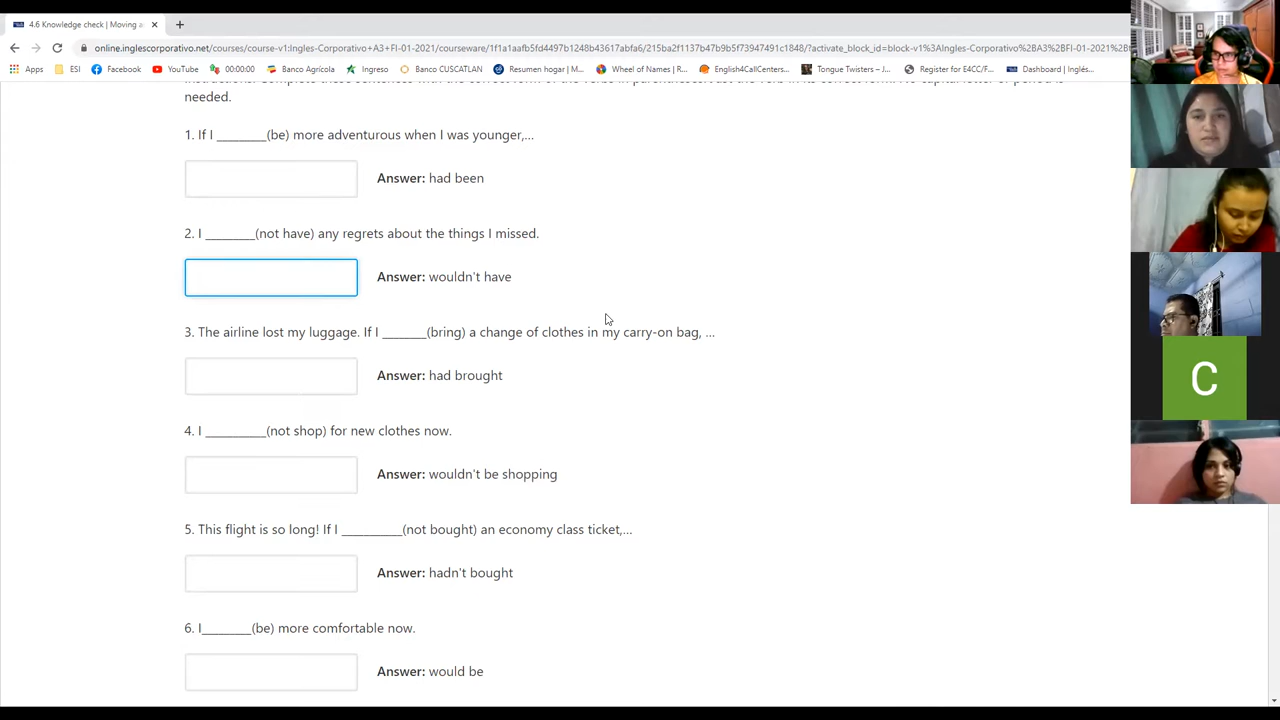 4.6 Knowledge check | Moving a
online.inglescorporativo.net/courses/course-v1:Ingles-Corporativo+A3+FI-01-2021/courseware/1f1a1aafb5fd4497b1248b43617abfa6/215ba2f1137b47b9b5f73947491c1848/?activate_block_id=block-v1%3AIngles-Corporativo%2BA3%2BFI-01-2021%
Apps ESI Facebook YouTube 00:00:00 Banco Agrícola Ingreso Banco CUSCATLAN Resumen hogar | M... Wheel of Names | R... English4CallCenters... Tongue Twisters – J... Register for E4CC/F... Dashboard | Inglés...
needed.
1. If I ________(be) more adventurous when I was younger,...
Answer: had been
2. I ________(not have) any regrets about the things I missed.
Answer: wouldn't have
3. The airline lost my luggage. If I _______(bring) a change of clothes in my carry-on bag, ...
Answer: had brought
4. I __________(not shop) for new clothes now.
Answer: wouldn't be shopping
5. This flight is so long! If I __________(not bought) an economy class ticket,...
Answer: hadn't bought
6. I________(be) more comfortable now.
Answer: would be
C